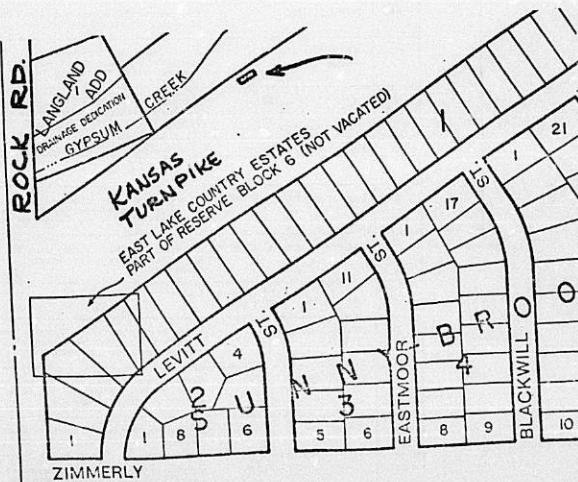 ROCK RD.
LANGLAND
ADD
DRAINAGE DEDICATION
GYPSUM CREEK
KANSAS
TURNPIKE
EAST LAKE COUNTRY ESTATES
PART OF RESERVE BLOCK 6 (NOT VACATED)
1
LEVITT ST.
ST.
ST.
1
21
1
17
1
11
4
2
S U N N Y B R O O
3
4
1
1
8
6
5
6
8
9
10
EASTMOOR
BLACKWILL
ZIMMERLY